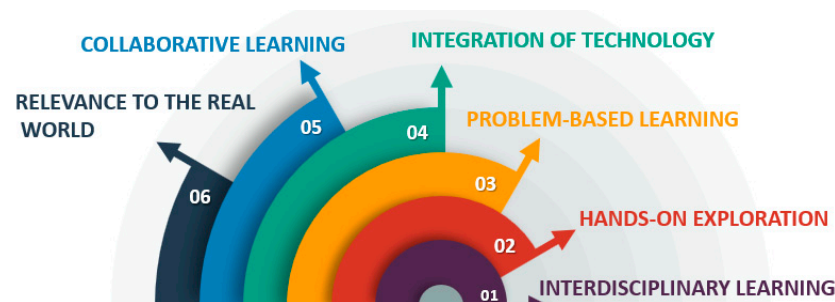 COLLABORATIVE LEARNING
INTEGRATION OF TECHNOLOGY
RELEVANCE TO THE REAL
WORLD
05
04
PROBLEM-BASED LEARNING
06
03
HANDS-ON EXPLORATION
02
INTERDISCIPLINARY LEARNING
01